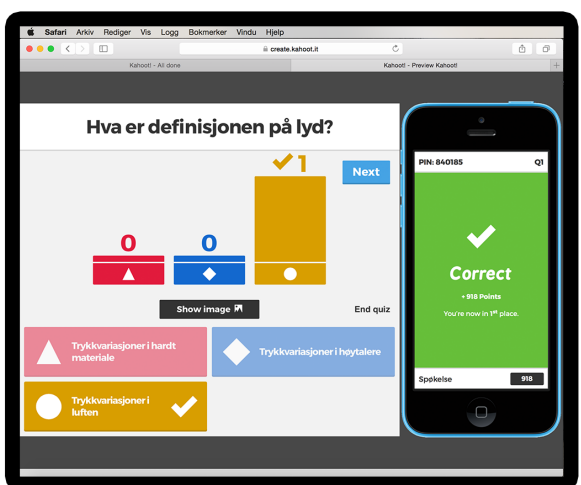 Safari Arkiv Rediger Vis Logg Bokmerker Vindu Hjelp
create.kahoot.it
Kahoot! - All done
Kahoot! - Preview Kahoot!
Hva er definisjonen på lyd?
0
0
1
Next
Show image
End quiz
Trykkvariasjoner i hardt
materiale
Trykkvariasjoner i høytalere
Trykkvariasjoner i
luften
PIN: 840185
Q1
Correct
+ 918 Points
You're now in 1st place.
Spøkelse
918